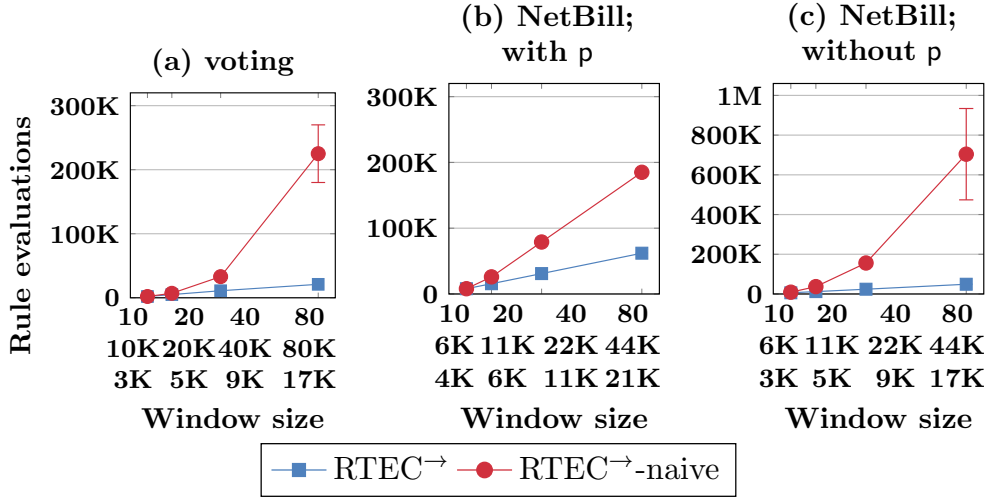 (a) voting
(b) NetBill;
with p
(c) NetBill;
without p
Rule evaluations
300K
200K
100K
0
10 20 40 80
10K 20K 40K 80K
3K 5K 9K 17K
Window size
300K
200K
100K
0
10 20 40 80
6K 11K 22K 44K
4K 6K 11K 21K
Window size
1M
800K
600K
400K
200K
0
10 20 40 80
6K 11K 22K 44K
3K 5K 9K 17K
Window size
RTEC→ RTEC→-naive